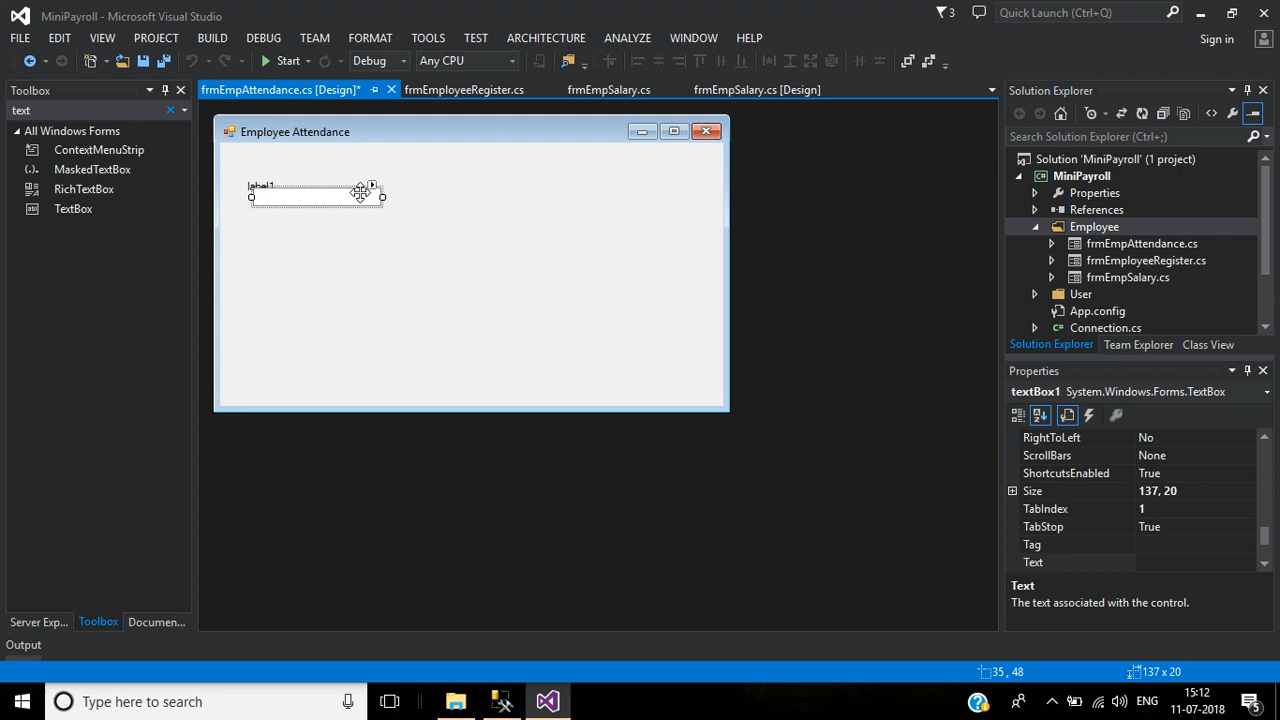 MiniPayroll - Microsoft Visual Studio
3
Quick Launch (Ctrl+Q)
FILE EDIT VIEW PROJECT BUILD DEBUG TEAM FORMAT TOOLS TEST ARCHITECTURE ANALYZE WINDOW HELP
Sign in
Start Debug Any CPU
Toolbox
text
All Windows Forms
ContextMenuStrip
MaskedTextBox
RichTextBox
TextBox
Server Exp... Toolbox Documen...
frmEmpAttendance.cs [Design]* frmEmployeeRegister.cs frmEmpSalary.cs frmEmpSalary.cs [Design]
Employee Attendance
label1
Solution Explorer
Search Solution Explorer (Ctrl+;)
Solution 'MiniPayroll' (1 project)
MiniPayroll
Properties
References
Employee
frmEmpAttendance.cs
frmEmployeeRegister.cs
frmEmpSalary.cs
User
App.config
Connection.cs
Solution Explorer Team Explorer Class View
Properties
textBox1 System.Windows.Forms.TextBox
RightToLeft No
ScrollBars None
ShortcutsEnabled True
Size 137, 20
TabIndex 1
TabStop True
Tag
Text
Text
The text associated with the control.
Output
35 , 48 137 x 20
Type here to search
ENG
15:12
11-07-2018
5